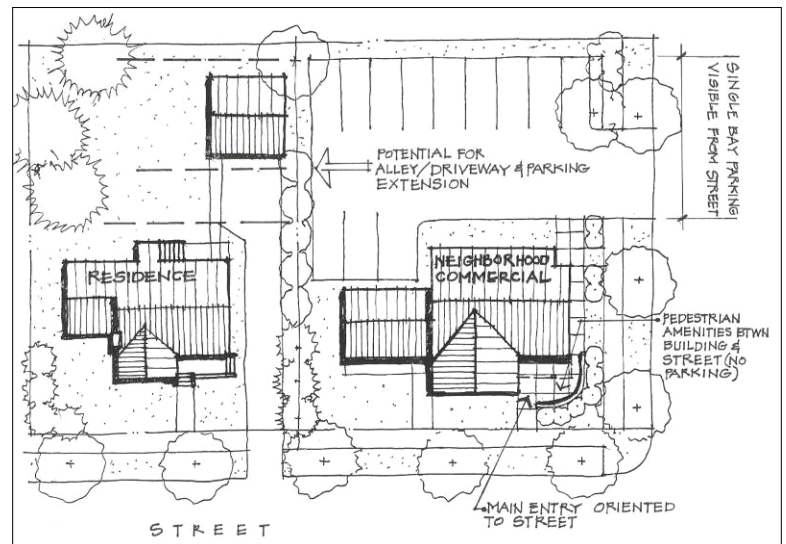 SINGLE BAY PARKING
VISIBLE FROM STREET
POTENTIAL FOR
ALLEY/DRIVEWAY & PARKING
EXTENSION
RESIDENCE
NEIGHBORHOOD
COMMERCIAL
PEDESTRIAN
AMENITIES BTWN
BUILDING &
STREET (NO
PARKING)
MAIN ENTRY ORIENTED
TO STREET
STREET